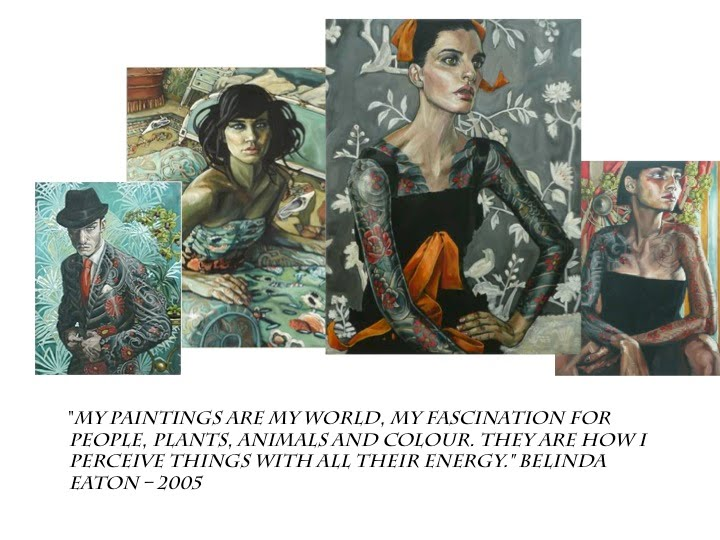 "MY PAINTINGS ARE MY WORLD, MY FASCINATION FOR
PEOPLE, PLANTS, ANIMALS AND COLOUR. THEY ARE HOW I
PERCEIVE THINGS WITH ALL THEIR ENERGY." BELINDA
EATON – 2005